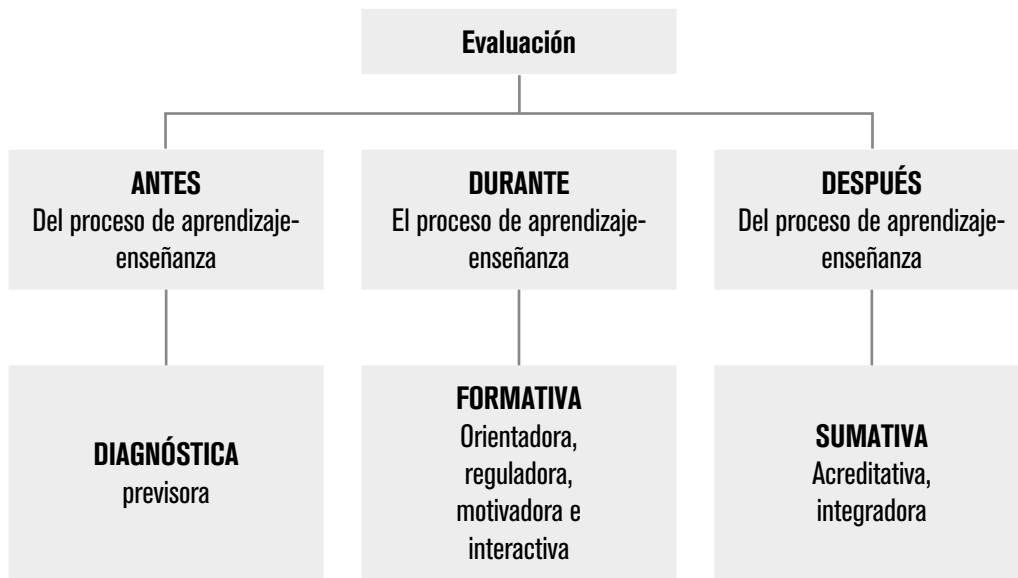 Evaluación
ANTES
Del proceso de aprendizaje-
enseñanza
DURANTE
El proceso de aprendizaje-
enseñanza
DESPUÉS
Del proceso de aprendizaje-
enseñanza
DIAGNÓSTICA
previsora
FORMATIVA
Orientadora,
reguladora,
motivadora e
interactiva
SUMATIVA
Acreditativa,
integradora